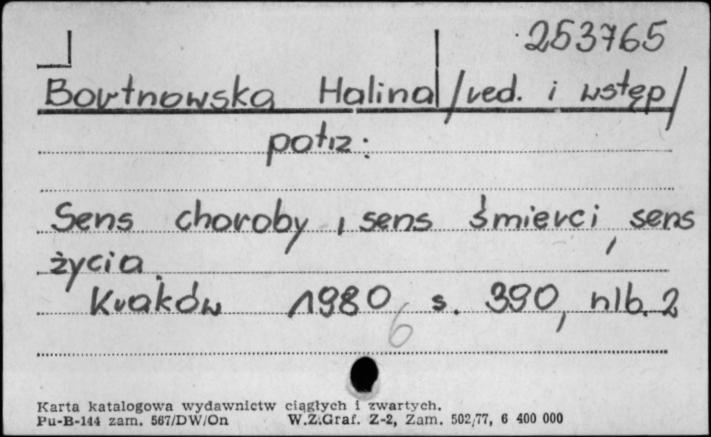 253765
Bortnowska Halina /red. i wstęp/
patrz:
Sens choroby, sens śmierci, sens
życia.
Kraków 1980 s. 390, nlb. 2
6
Karta katalogowa wydawnictw ciągłych i zwartych.
Pu-B-144 zam. 567/DW/On W.Z.Graf. Z-2, Zam. 502/77, 6 400 000